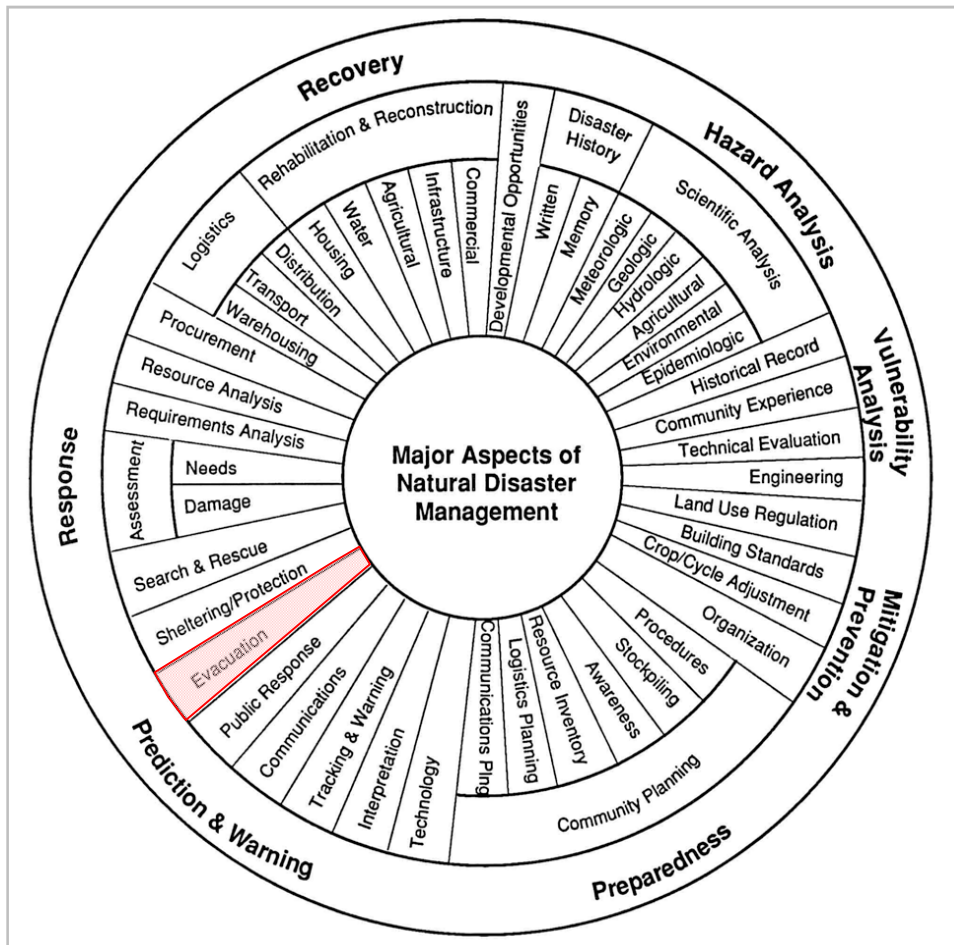 Major Aspects of
Natural Disaster
Management
Recovery
Hazard Analysis
Vulnerability
Analysis
Mitigation &
Prevention
Preparedness
Prediction & Warning
Response
Rehabilitation & Reconstruction
Housing
Water
Agricultural
Infrastructure
Commercial
Developmental Opportunities
Disaster
History
Written
Memory
Scientific Analysis
Meteorologic
Geologic
Hydrologic
Agricultural
Environmental
Epidemiologic
Historical Record
Community Experience
Technical Evaluation
Engineering
Land Use Regulation
Building Standards
Crop/Cycle Adjustment
Organization
Community Planning
Procedures
Stockpiling
Awareness
Resource Inventory
Logistics Planning
Communications Plng
Technology
Interpretation
Tracking & Warning
Communications
Public Response
Evacuation
Sheltering/Protection
Search & Rescue
Assessment
Damage
Needs
Requirements Analysis
Resource Analysis
Procurement
Logistics
Warehousing
Transport
Distribution